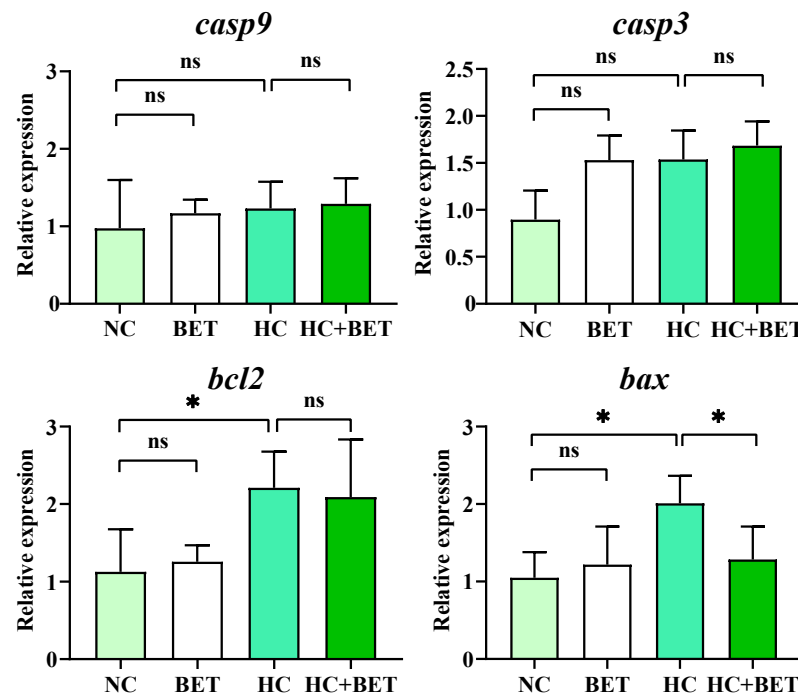 casp9
Relative expression
3
2
1
0
ns
ns
ns
NC BET HC HC+BET
casp3
Relative expression
2.5
2.0
1.5
1.0
0.5
0
ns
ns
ns
NC BET HC HC+BET
bcl2
Relative expression
3
2
1
0
*
ns
ns
NC BET HC HC+BET
bax
Relative expression
3
2
1
0
*
*
ns
NC BET HC HC+BET